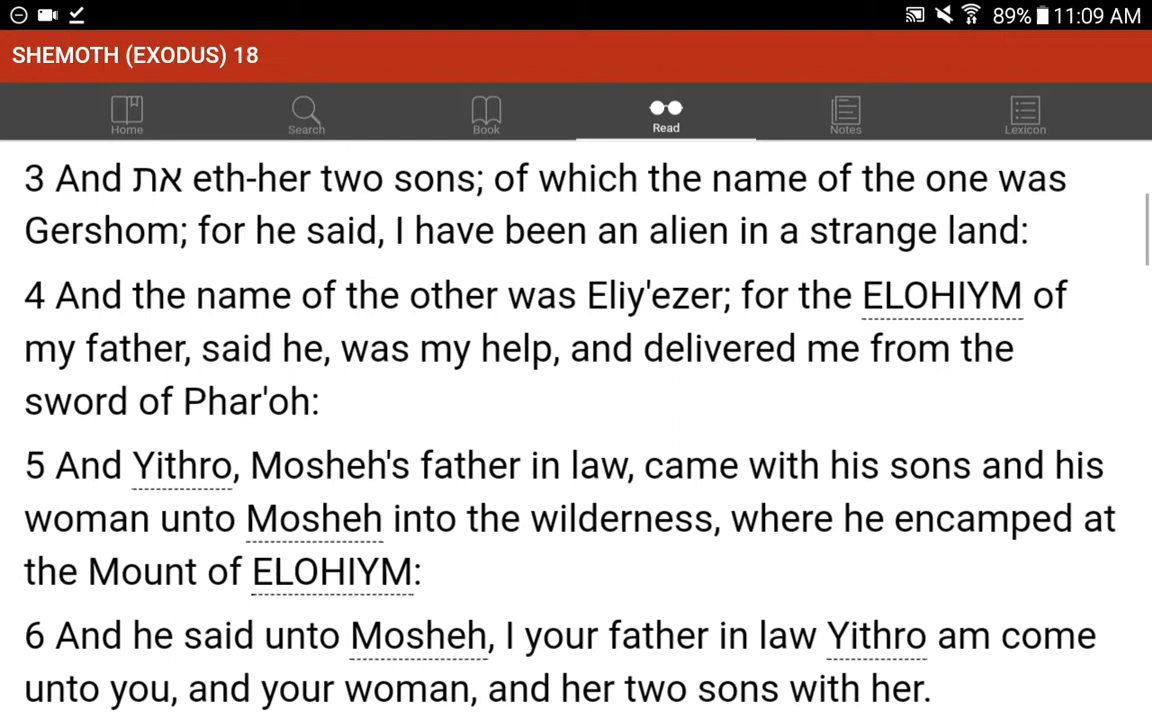 89% 11:09 AM
SHEMOTH (EXODUS) 18
Home Search Book Read Notes Lexicon
3 And את eth-her two sons; of which the name of the one was
Gershom; for he said, I have been an alien in a strange land:
4 And the name of the other was Eliy'ezer; for the ELOHIYM of
my father, said he, was my help, and delivered me from the
sword of Phar'oh:
5 And Yithro, Mosheh's father in law, came with his sons and his
woman unto Mosheh into the wilderness, where he encamped at
the Mount of ELOHIYM:
6 And he said unto Mosheh, I your father in law Yithro am come
unto you, and your woman, and her two sons with her.